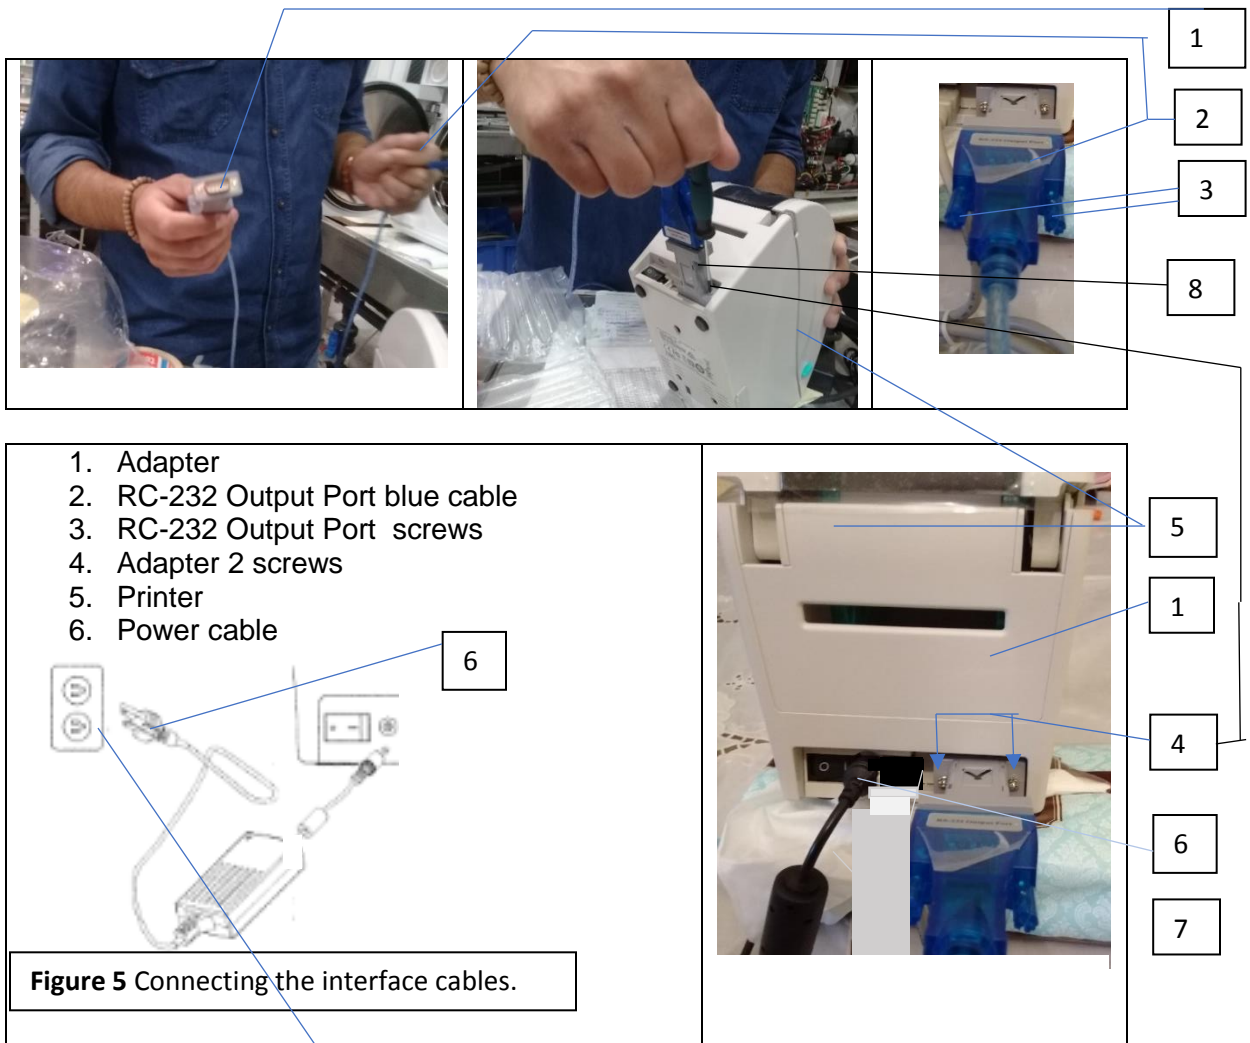 1
2
3
8
1. Adapter
2. RC-232 Output Port blue cable
3. RC-232 Output Port screws
4. Adapter 2 screws
5. Printer
6. Power cable
6
5
1
4
6
7
Figure 5 Connecting the interface cables.